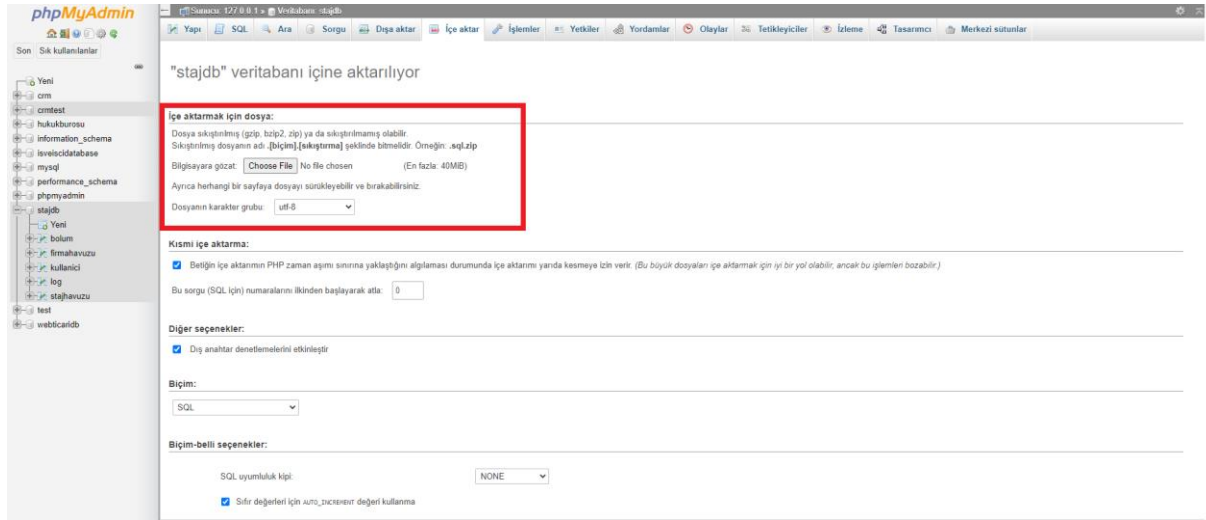 phpMyAdmin
Son Sık kullanılanlar
Yeni
crm
crmtest
hukukburosu
information_schema
isveiscidatabase
mysql
performance_schema
phpmyadmin
stajdb
Yeni
bolum
firmahavuzu
kullanici
log
stajhavuzu
test
webticaridb
Sunucu: 127.0.0.1 » Veritabanı: stajdb
Yapı SQL Ara Sorgu Dışa aktar İçe aktar İşlemler Yetkiler Yordamlar Olaylar Tetikleyiciler İzleme Tasarımcı Merkezi sütunlar
"stajdb" veritabanı içine aktarılıyor
İçe aktarmak için dosya:
Dosya sıkıştırılmış (gzip, bzip2, zip) ya da sıkıştırılmamış olabilir.
Sıkıştırılmış dosyanın adı .[biçim].[sıkıştırma] şeklinde bitmelidir. Örneğin: .sql.zip
Bilgisayara gözat: Choose File No file chosen (En fazla: 40MiB)
Ayrıca herhangi bir sayfaya dosyayı sürükleyebilir ve bırakabilirsiniz.
Dosyanın karakter grubu: utf-8
Kısmi içe aktarma:
Betiğin içe aktarımın PHP zaman aşımı sınırına yaklaştığını algılaması durumunda içe aktarımı yarıda kesmeye izin verir. (Bu büyük dosyaları içe aktarmak için iyi bir yol olabilir, ancak bu işlemleri bozabilir.)
Bu sorgu (SQL için) numaralarını ilkinden başlayarak atla: 0
Diğer seçenekler:
Dış anahtar denetlemelerini etkinleştir
Biçim:
SQL
Biçim-belli seçenekler:
SQL uyumluluk kipi: NONE
Sıfır değerleri için AUTO_INCREMENT değeri kullanma